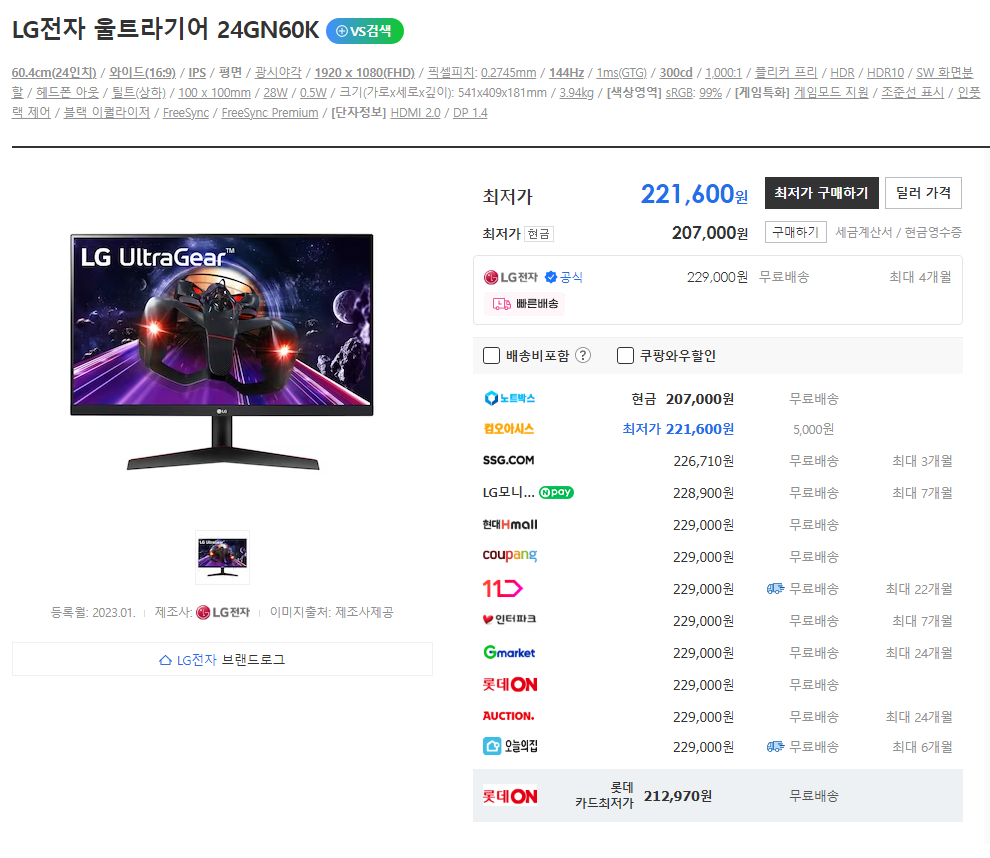 LG전자 울트라기어 24GN60K VS검색
60.4cm(24인치) / 와이드(16:9) / IPS / 평면 / 광시야각 / 1920 x 1080(FHD) / 픽셀피치: 0.2745mm / 144Hz / 1ms(GTG) / 300cd / 1,000:1 / 플리커 프리 / HDR / HDR10 / SW 화면분
할 / 헤드폰 아웃 / 틸트(상하) / 100 x 100mm / 28W / 0.5W / 크기(가로x세로x깊이): 541x409x181mm / 3.94kg / [색상영역] sRGB: 99% / [게임특화] 게임모드 지원 / 조준선 표시 / 인풋
랙 제어 / 블랙 이퀄라이저 / FreeSync / FreeSync Premium / [단자정보] HDMI 2.0 / DP 1.4
LG UltraGear™
LG
LG UltraGear
등록월: 2023.01. 제조사: LG전자 이미지출처: 제조사제공
LG전자 브랜드로그
최저가 221,600원 최저가 구매하기 딜러 가격
최저가 현금 207,000원 구매하기 세금계산서 / 현금영수증
LG전자 공식 229,000원 무료배송 최대 4개월
빠른배송
배송비포함 ? 쿠팡와우할인
노트박스 현금 207,000원 무료배송
컴오아시스 최저가 221,600원 5,000원
SSG.COM 226,710원 무료배송 최대 3개월
LG모니... N pay 228,900원 무료배송 최대 7개월
현대Hmall 229,000원 무료배송
coupang 229,000원 무료배송
11 229,000원 무료배송 최대 22개월
인터파크 229,000원 무료배송 최대 7개월
Gmarket 229,000원 무료배송 최대 24개월
롯데ON 229,000원 무료배송
AUCTION. 229,000원 무료배송 최대 24개월
오늘의집 229,000원 무료배송 최대 6개월
롯데ON 롯데 카드최저가 212,970원 무료배송